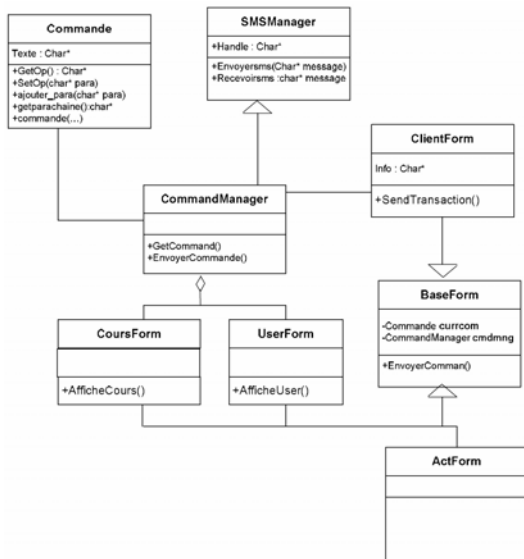 Commande
Texte : Char*
+GetOp() : Char*
+SetOp(char* para)
+ajouter_para(char* para)
+getparachaine():char*
+commande(...)
SMSManager
+Handle : Char*
+Envoyersms(Char* message)
+Recevoirsms :char* message
ClientForm
Info : Char*
+SendTransaction()
CommandManager
+GetCommand()
+EnvoyerCommande()
BaseForm
-Commande currcom
-CommandManager cmdmng
+EnvoyerComman()
CoursForm
+AfficheCours()
UserForm
+AfficheUser()
ActForm